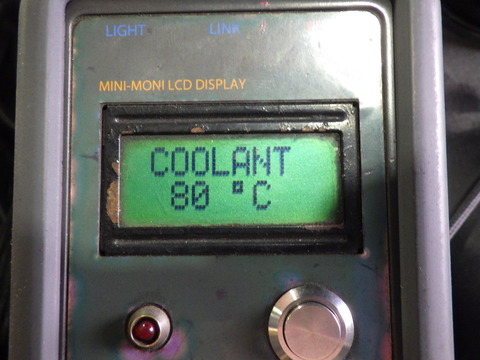 LIGHT LINK
MINI-MONI LCD DISPLAY
COOLANT
80 °C